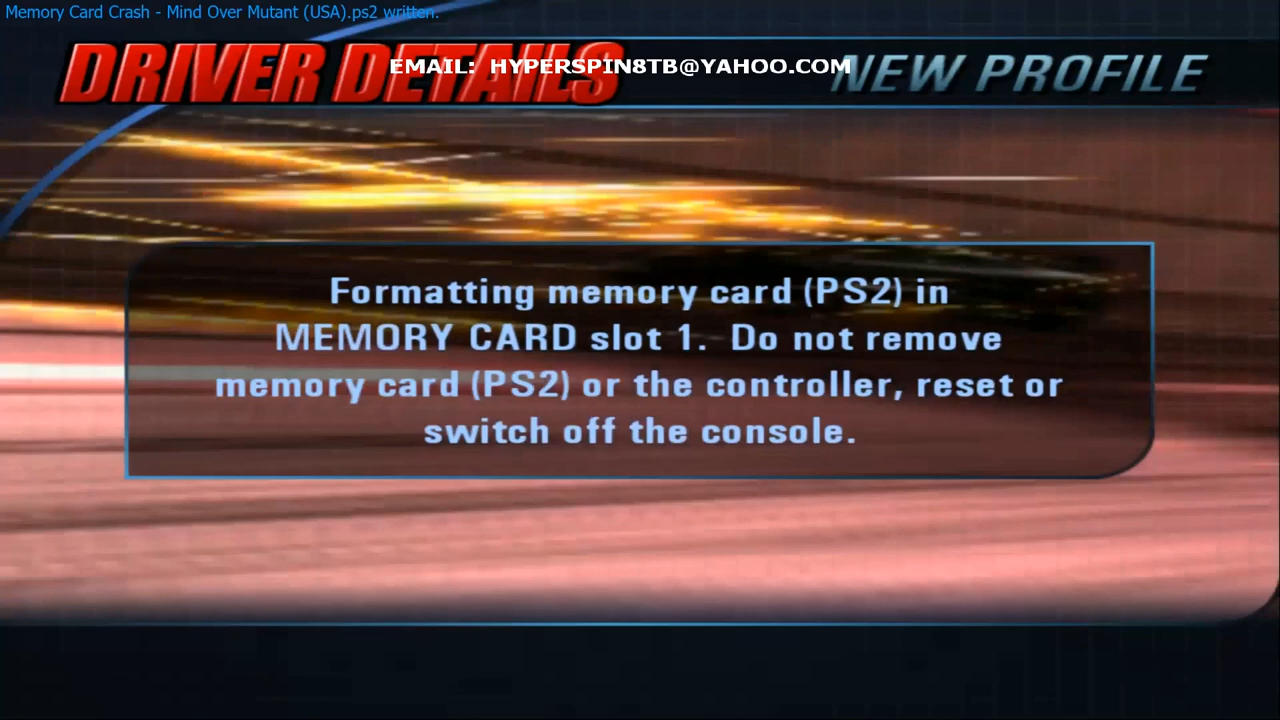 Memory Card Crash - Mind Over Mutant (USA).ps2 written.
DRIVER DETAILS
EMAIL: HYPERSPIN8TB@YAHOO.COM
NEW PROFILE
Formatting memory card (PS2) in
MEMORY CARD slot 1. Do not remove
memory card (PS2) or the controller, reset or
switch off the console.